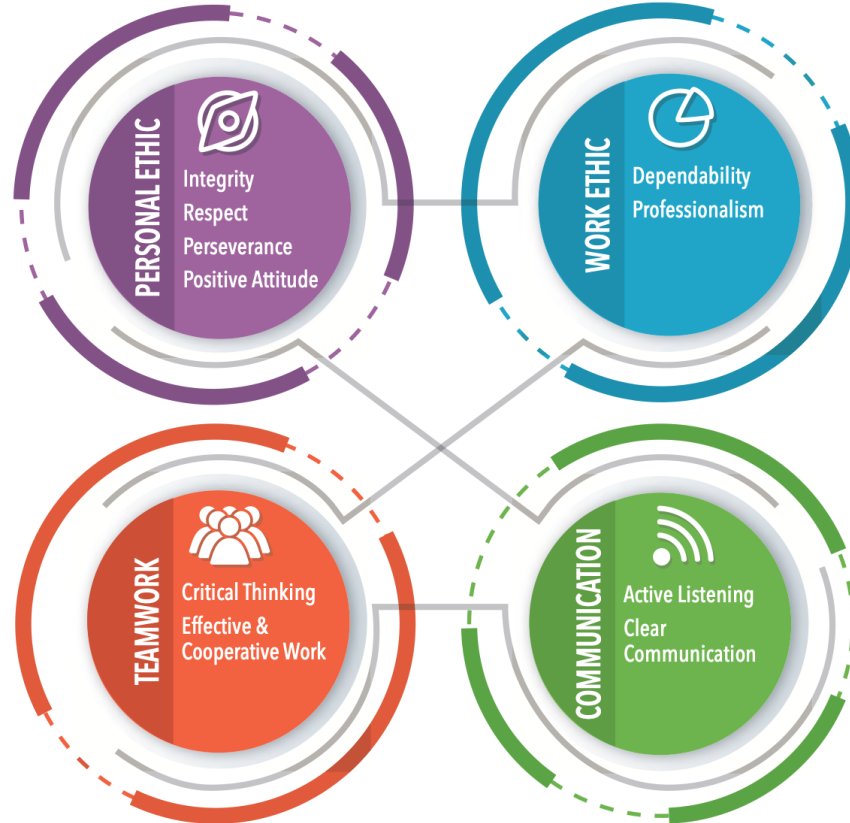 PERSONAL ETHIC
Integrity
Respect
Perseverance
Positive Attitude
WORK ETHIC
Dependability
Professionalism
TEAMWORK
Critical Thinking
Effective &
Cooperative Work
COMMUNICATION
Active Listening
Clear
Communication